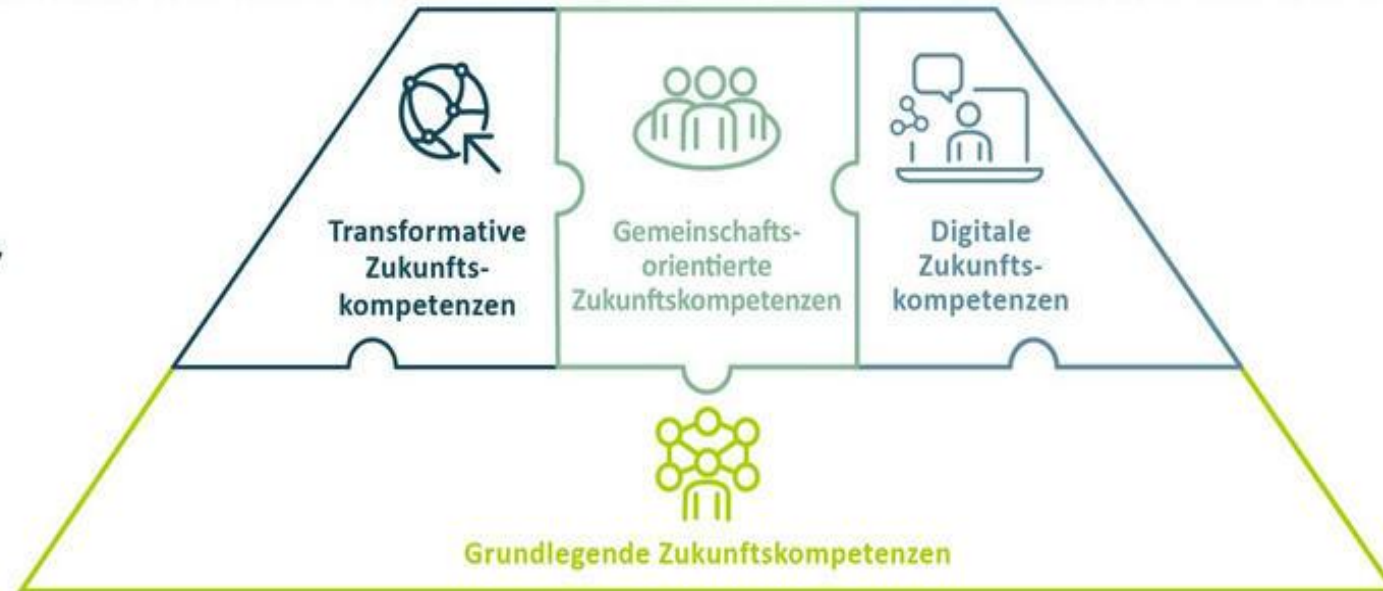 Transformative
Zukunfts-
kompetenzen
Gemeinschafts-
orientierte
Zukunftskompetenzen
Digitale
Zukunfts-
kompetenzen
Grundlegende Zukunftskompetenzen